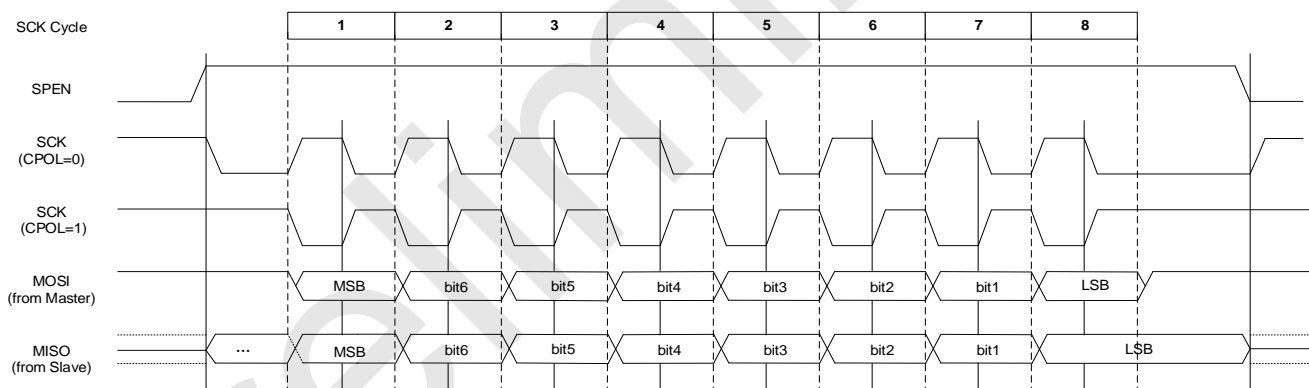 SCK Cycle 1 2 3 4 5 6 7 8
SPEN
SCK
(CPOL=0)
SCK
(CPOL=1)
MOSI
(from Master)
MSB bit6 bit5 bit4 bit3 bit2 bit1 LSB
MISO
(from Slave)
... MSB bit6 bit5 bit4 bit3 bit2 bit1 LSB